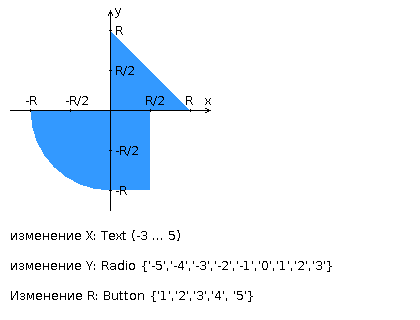 y
R
R/2
-R -R/2 R/2 R x
-R/2
-R
изменение X: Text (-3 ... 5)
изменение Y: Radio {'-5','-4','-3','-2','-1','0','1','2','3'}
Изменение R: Button {'1','2','3','4', '5'}